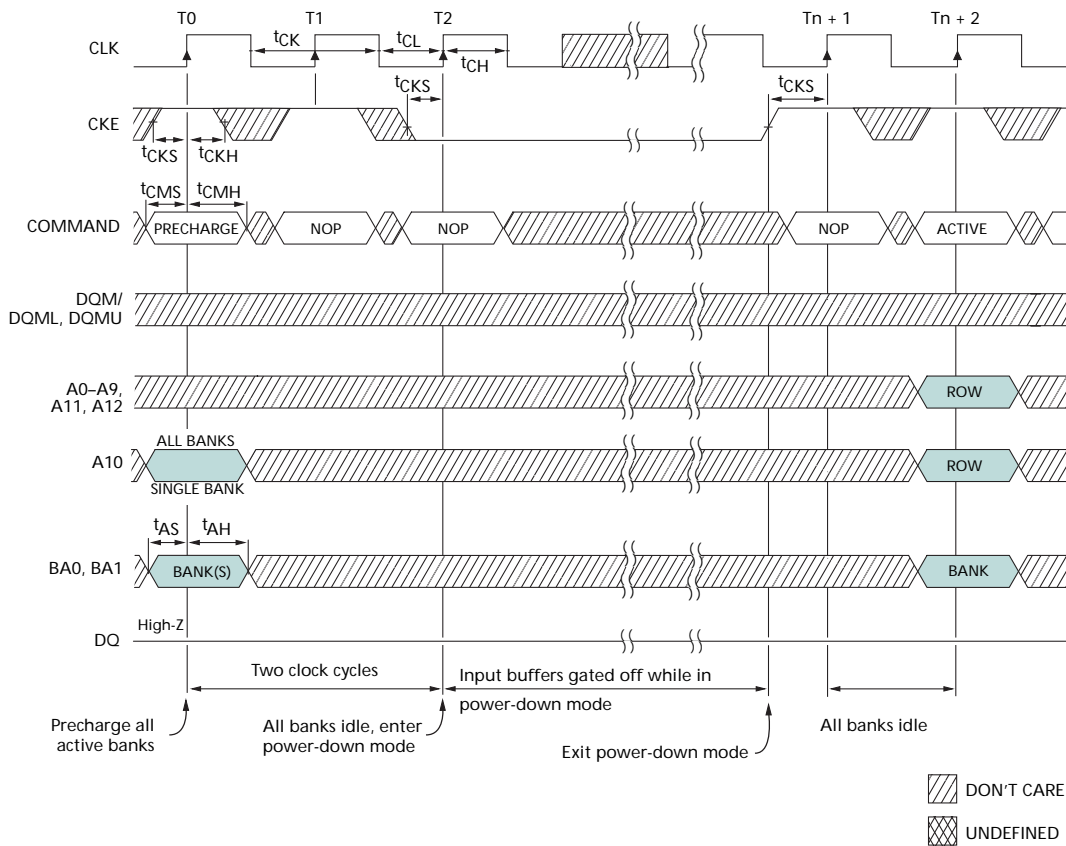 T0 T1 T2 Tn + 1 Tn + 2
CLK
tCK tCL
tCH
tCKS tCKS
CKE
tCKS tCKH
tCMS tCMH
COMMAND PRECHARGE NOP NOP NOP ACTIVE
DQM/
DQML, DQMU
A0–A9,
A11, A12
ROW
ALL BANKS
A10 ROW
SINGLE BANK
tAS tAH
BA0, BA1 BANK(S) BANK
High-Z
DQ
Two clock cycles
Input buffers gated off while in
power-down mode
Precharge all
active banks
All banks idle, enter
power-down mode
Exit power-down mode
All banks idle
DON'T CARE
UNDEFINED